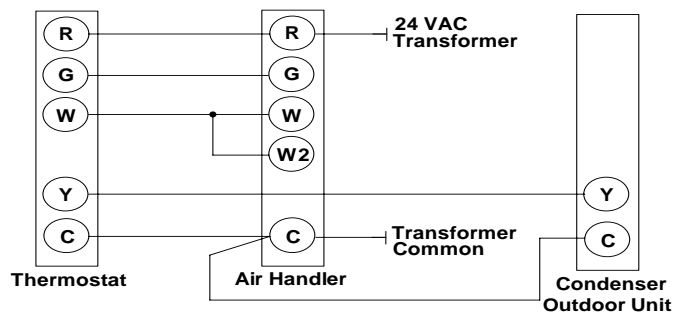 R R 24 VAC
Transformer
G G
W W
W2
Y Y
C C Transformer
Common
C
Thermostat
Air Handler
Condenser
Outdoor Unit